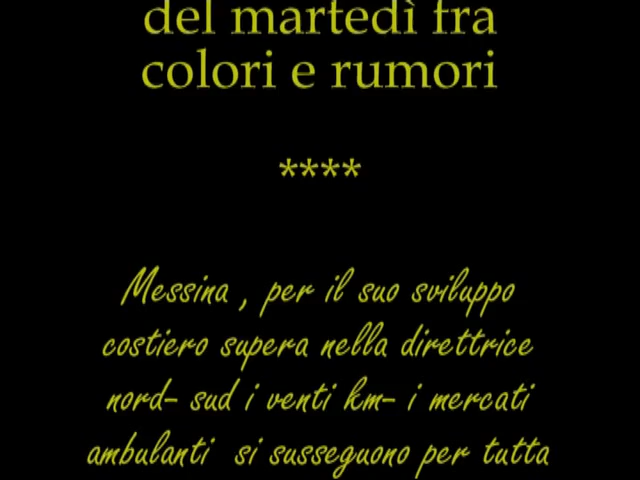 del martedì fra
colori e rumori
****
Messina , per il suo sviluppo
costiero supera nella direttrice
nord- sud i venti km- i mercati
ambulanti si susseguono per tutta